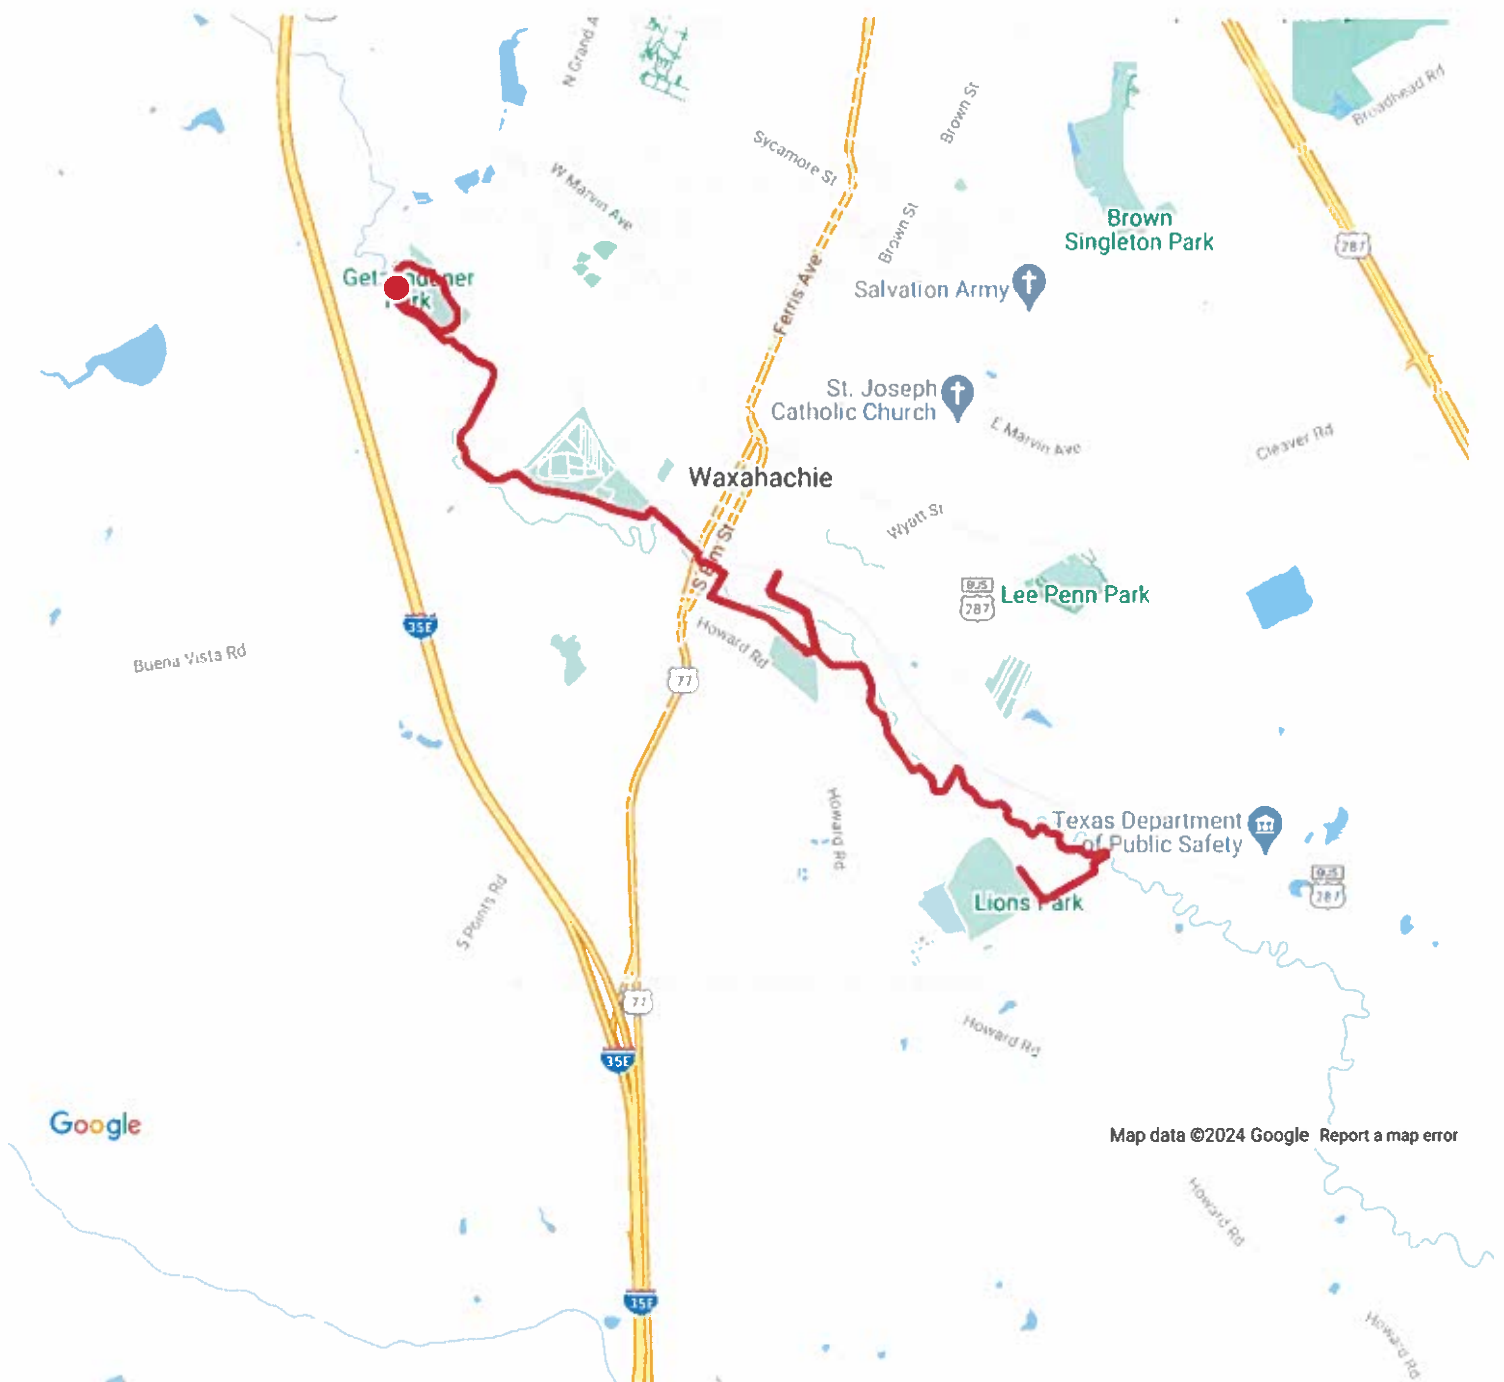 N Grand A
Broadhead Rd
Brown St
Sycamore St
W Marvin Ave
Brown St
Brown
Singleton Park
287
Ferris Ave
Salvation Army
St. Joseph
Catholic Church
E Marvin Ave
Cleaver Rd
Waxahachie
Wyatt St
BUS
287
Lee Penn Park
35E
Buena Vista Rd
Howard Rd
77
Howard Rd
Texas Department
of Public Safety
BUS
287
Lions Park
S Points Rd
77
Howard Rd
35E
Google
Map data ©2024 Google Report a map error
Howard Rd
35E
Howard Rd